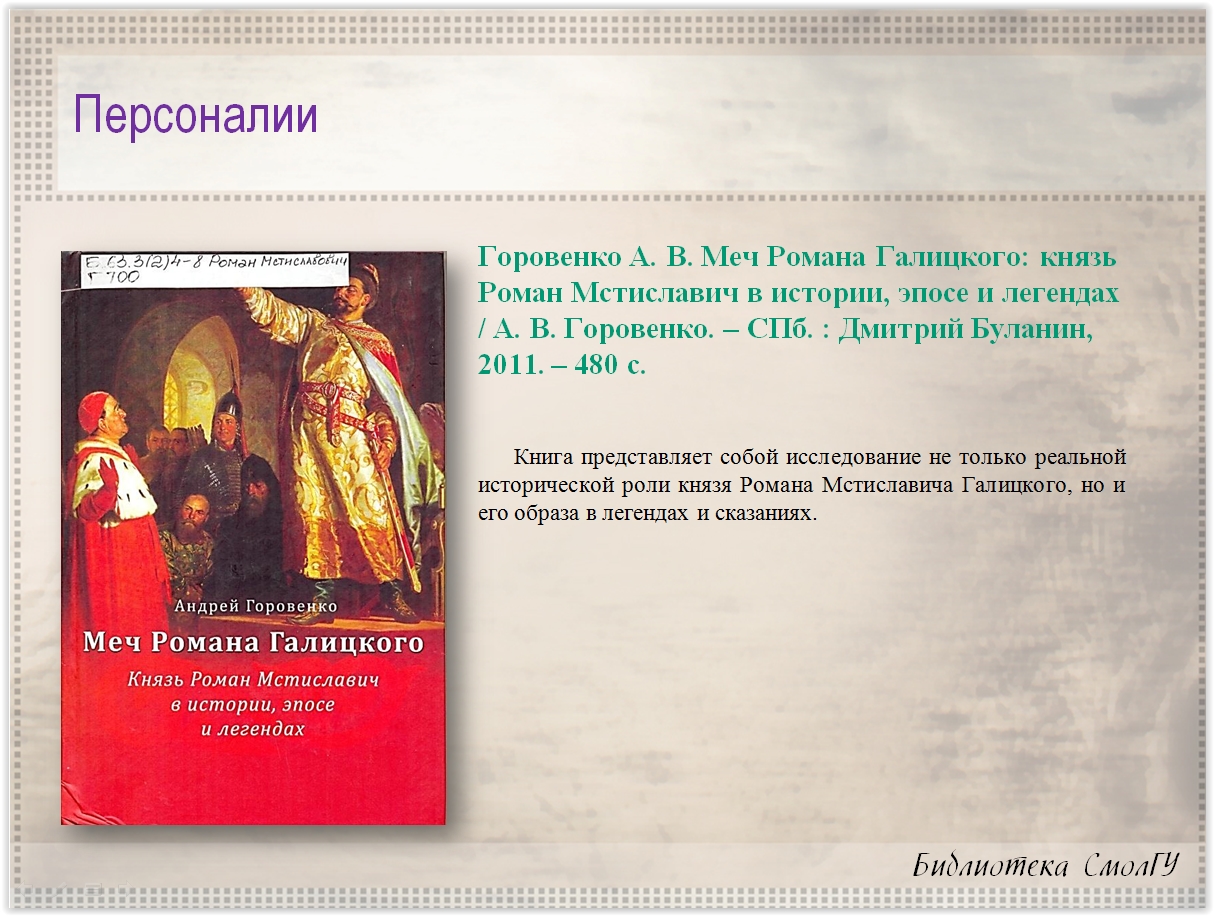 Персоналии
Е 63.3(2)4-8 Роман Мстиславович
Г 700
Андрей Горовенко
Меч Романа Галицкого
Князь Роман Мстиславич
в истории, эпосе
и легендах
Горовенко А. В. Меч Романа Галицкого: князь
Роман Мстиславич в истории, эпосе и легендах
/ А. В. Горовенко. – СПб. : Дмитрий Буланин,
2011. – 480 с.
Книга представляет собой исследование не только реальной
исторической роли князя Романа Мстиславича Галицкого, но и
его образа в легендах и сказаниях.
Библиотека СмолГУ